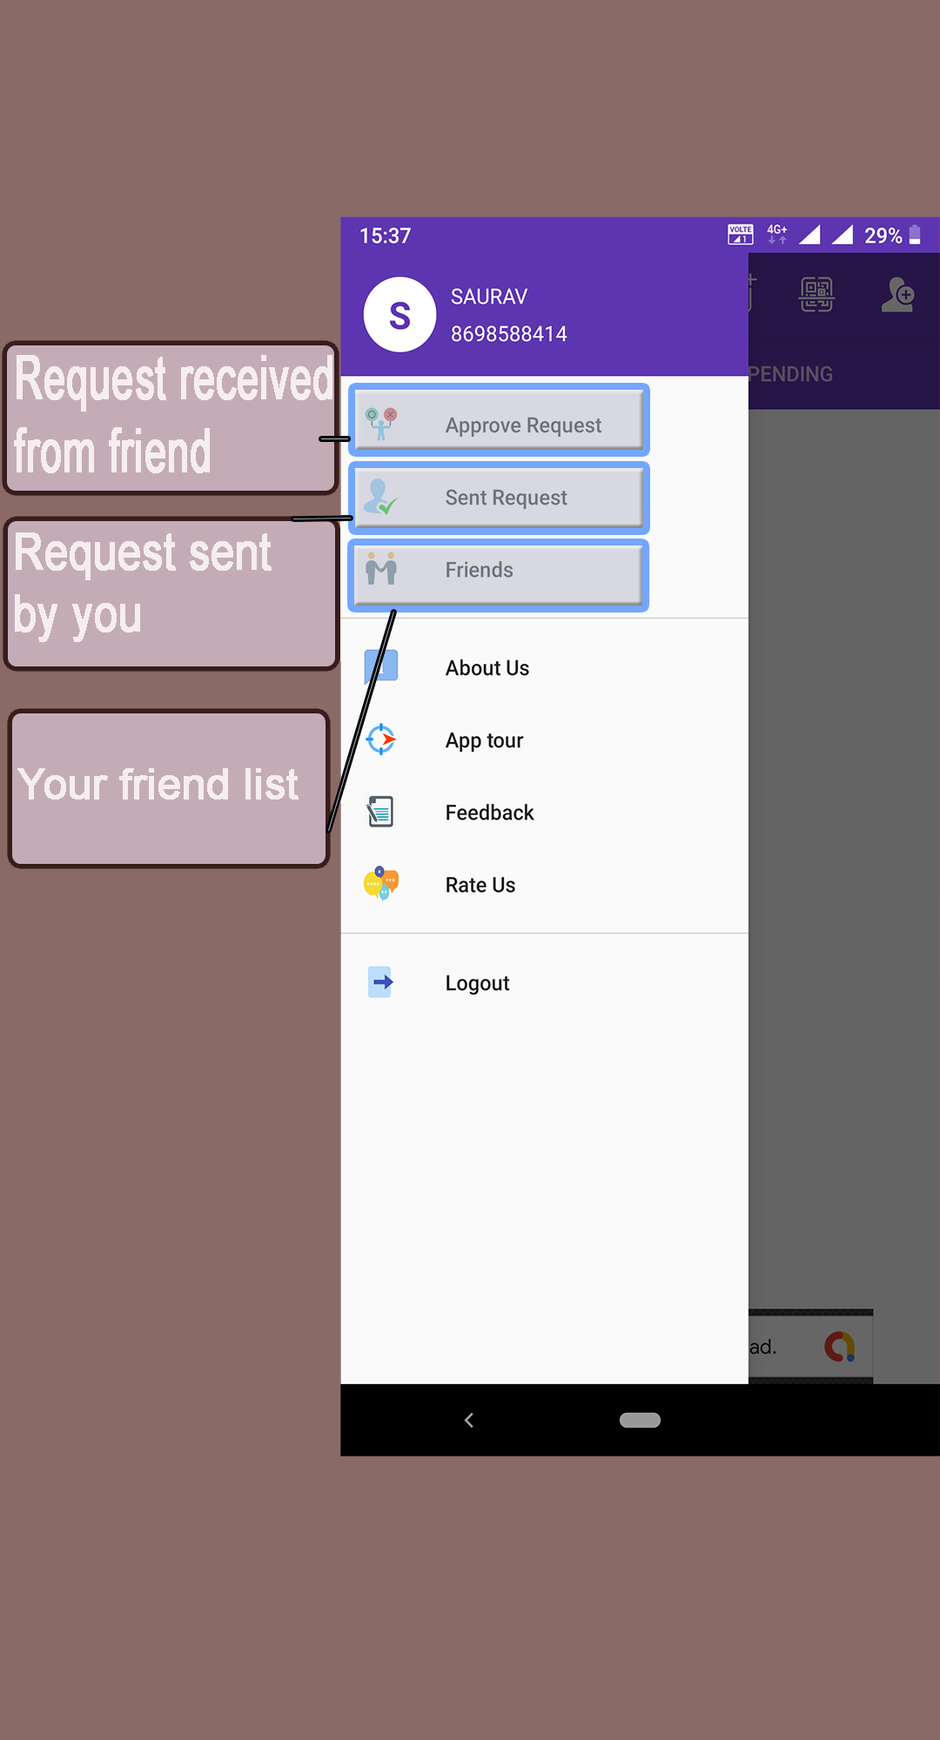 15:37
VOLTE
1
4G+
29%
S
SAURAV
8698588414
PENDING
Request received
from friend
Approve Request
Sent Request
Request sent
by you
Friends
About Us
App tour
Your friend list
Feedback
Rate Us
Logout
ad.